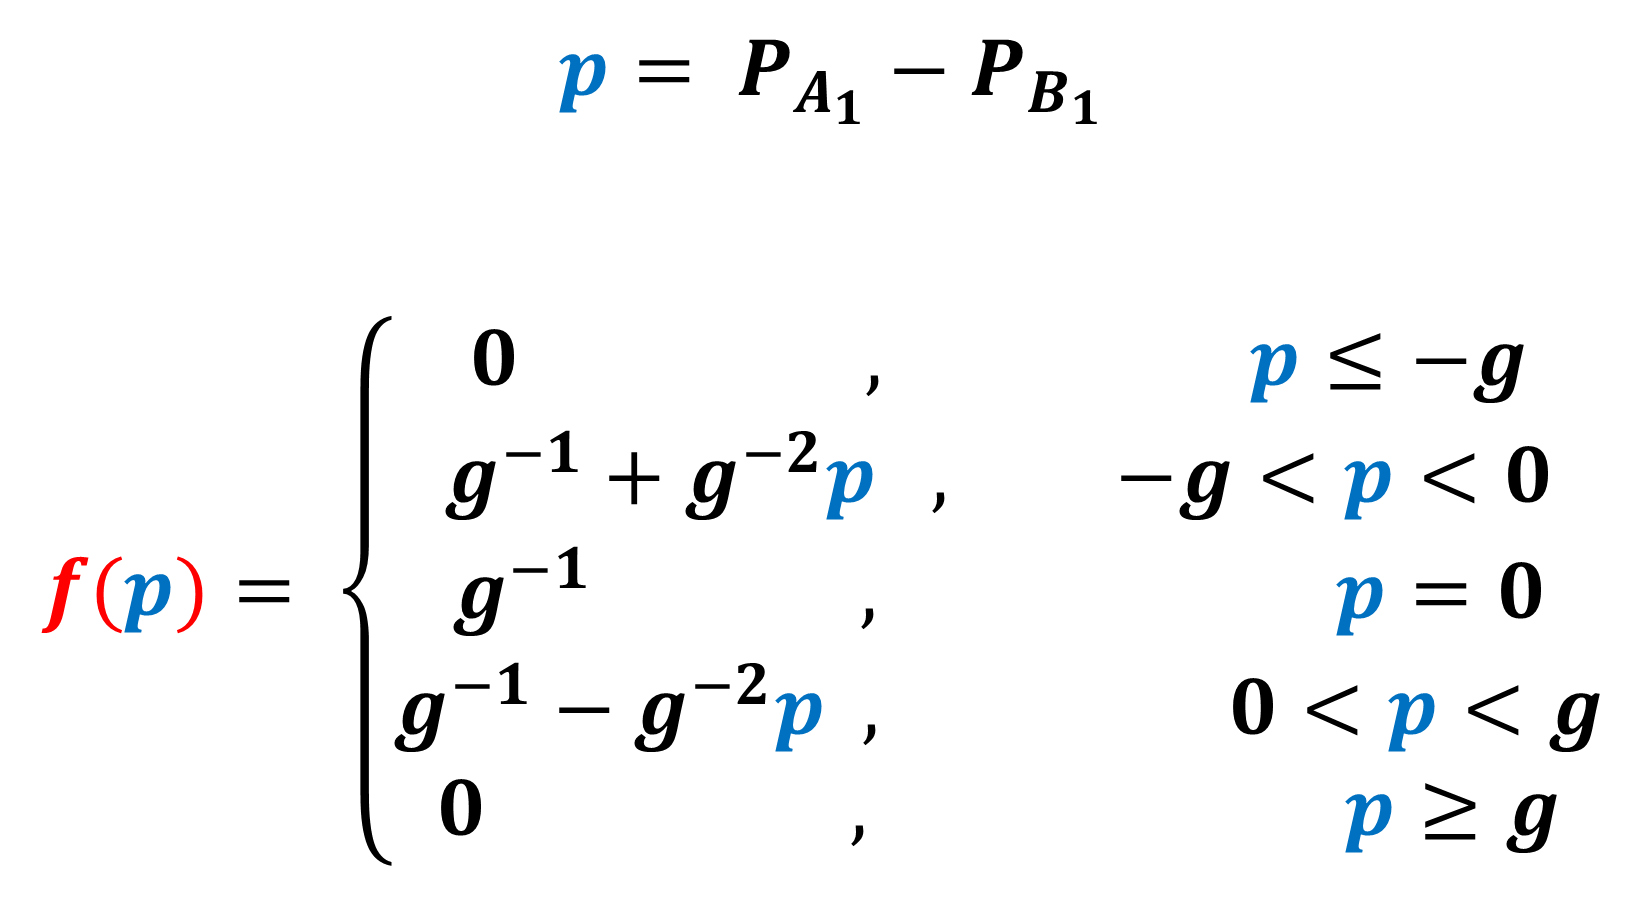 p = P_{A_1} − P_{B_1}
0 , p ≤ −g
g^{−1} + g^{−2}p , −g < p < 0
f(p) = { g^{−1} , p = 0
g^{−1} − g^{−2}p , 0 < p < g
0 , p ≥ g